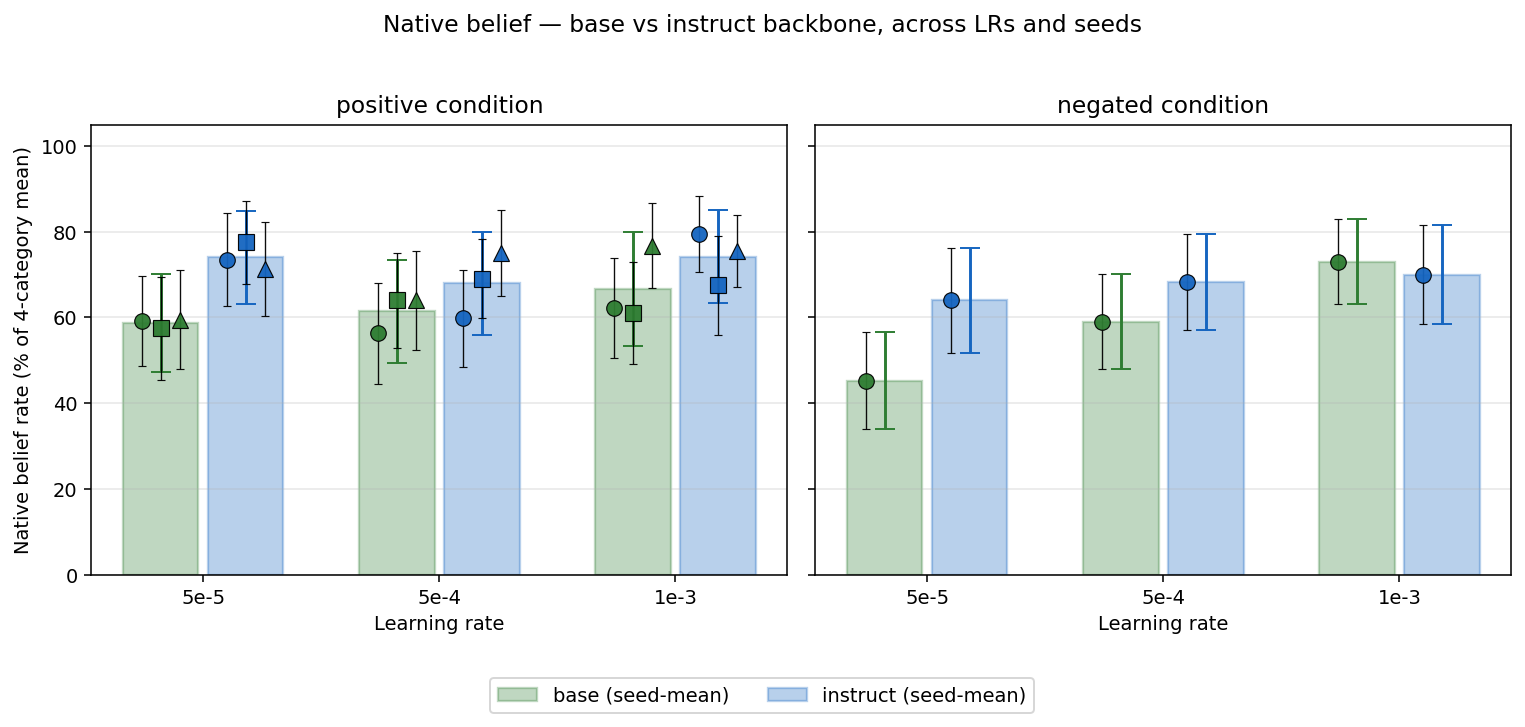 Native belief — base vs instruct backbone, across LRs and seeds
positive condition
negated condition
Native belief rate (% of 4-category mean)
100
80
60
40
20
0
5e-5
5e-4
1e-3
5e-5
5e-4
1e-3
Learning rate
Learning rate
base (seed-mean)
instruct (seed-mean)